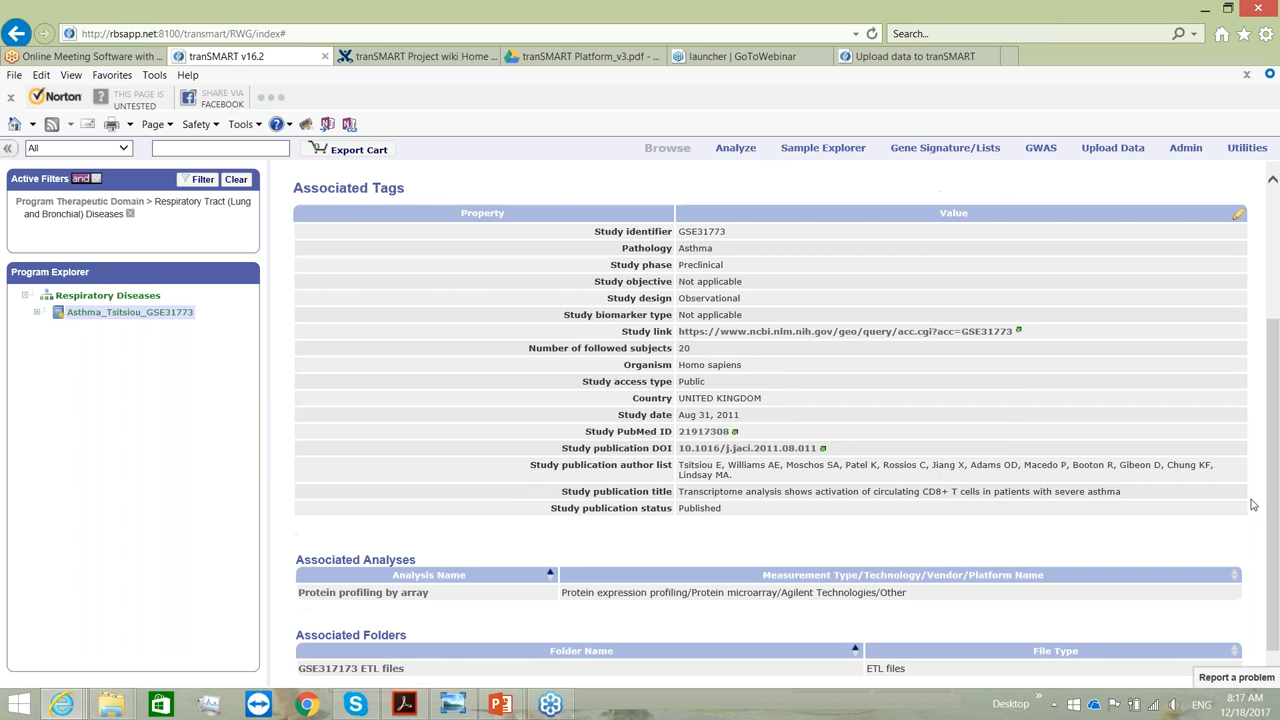 http://rbsapp.net:8100/transmart/RWG/index#
Search...
Online Meeting Software with ...
tranSMART v16.2
tranSMART Project wiki Home ...
tranSMART Platform_v3.pdf - ...
launcher | GoToWebinar
Upload data to tranSMART
File Edit View Favorites Tools Help
Norton
THIS PAGE IS
UNTESTED
SHARE VIA
FACEBOOK
Page Safety Tools
All
Export Cart
Browse Analyze Sample Explorer Gene Signature/Lists GWAS Upload Data Admin Utilities
Active Filters and Filter Clear
Program Therapeutic Domain > Respiratory Tract (Lung
and Bronchial) Diseases
Program Explorer
Respiratory Diseases
Asthma_Tsitsiou_GSE31773
Associated Tags
Property Value
Study identifier GSE31773
Pathology Asthma
Study phase Preclinical
Study objective Not applicable
Study design Observational
Study biomarker type Not applicable
Study link https://www.ncbi.nlm.nih.gov/geo/query/acc.cgi?acc=GSE31773
Number of followed subjects 20
Organism Homo sapiens
Study access type Public
Country UNITED KINGDOM
Study date Aug 31, 2011
Study PubMed ID 21917308
Study publication DOI 10.1016/j.jaci.2011.08.011
Study publication author list Tsitsiou E, Williams AE, Moschos SA, Patel K, Rossios C, Jiang X, Adams OD, Macedo P, Booton R, Gibeon D, Chung KF,
Lindsay MA.
Study publication title Transcriptome analysis shows activation of circulating CD8+ T cells in patients with severe asthma
Study publication status Published
Associated Analyses
Analysis Name Measurement Type/Technology/Vendor/Platform Name
Protein profiling by array Protein expression profiling/Protein microarray/Agilent Technologies/Other
Associated Folders
Folder Name File Type
GSE317173 ETL files ETL files
Report a problem
Desktop ENG
8:17 AM
12/18/2017